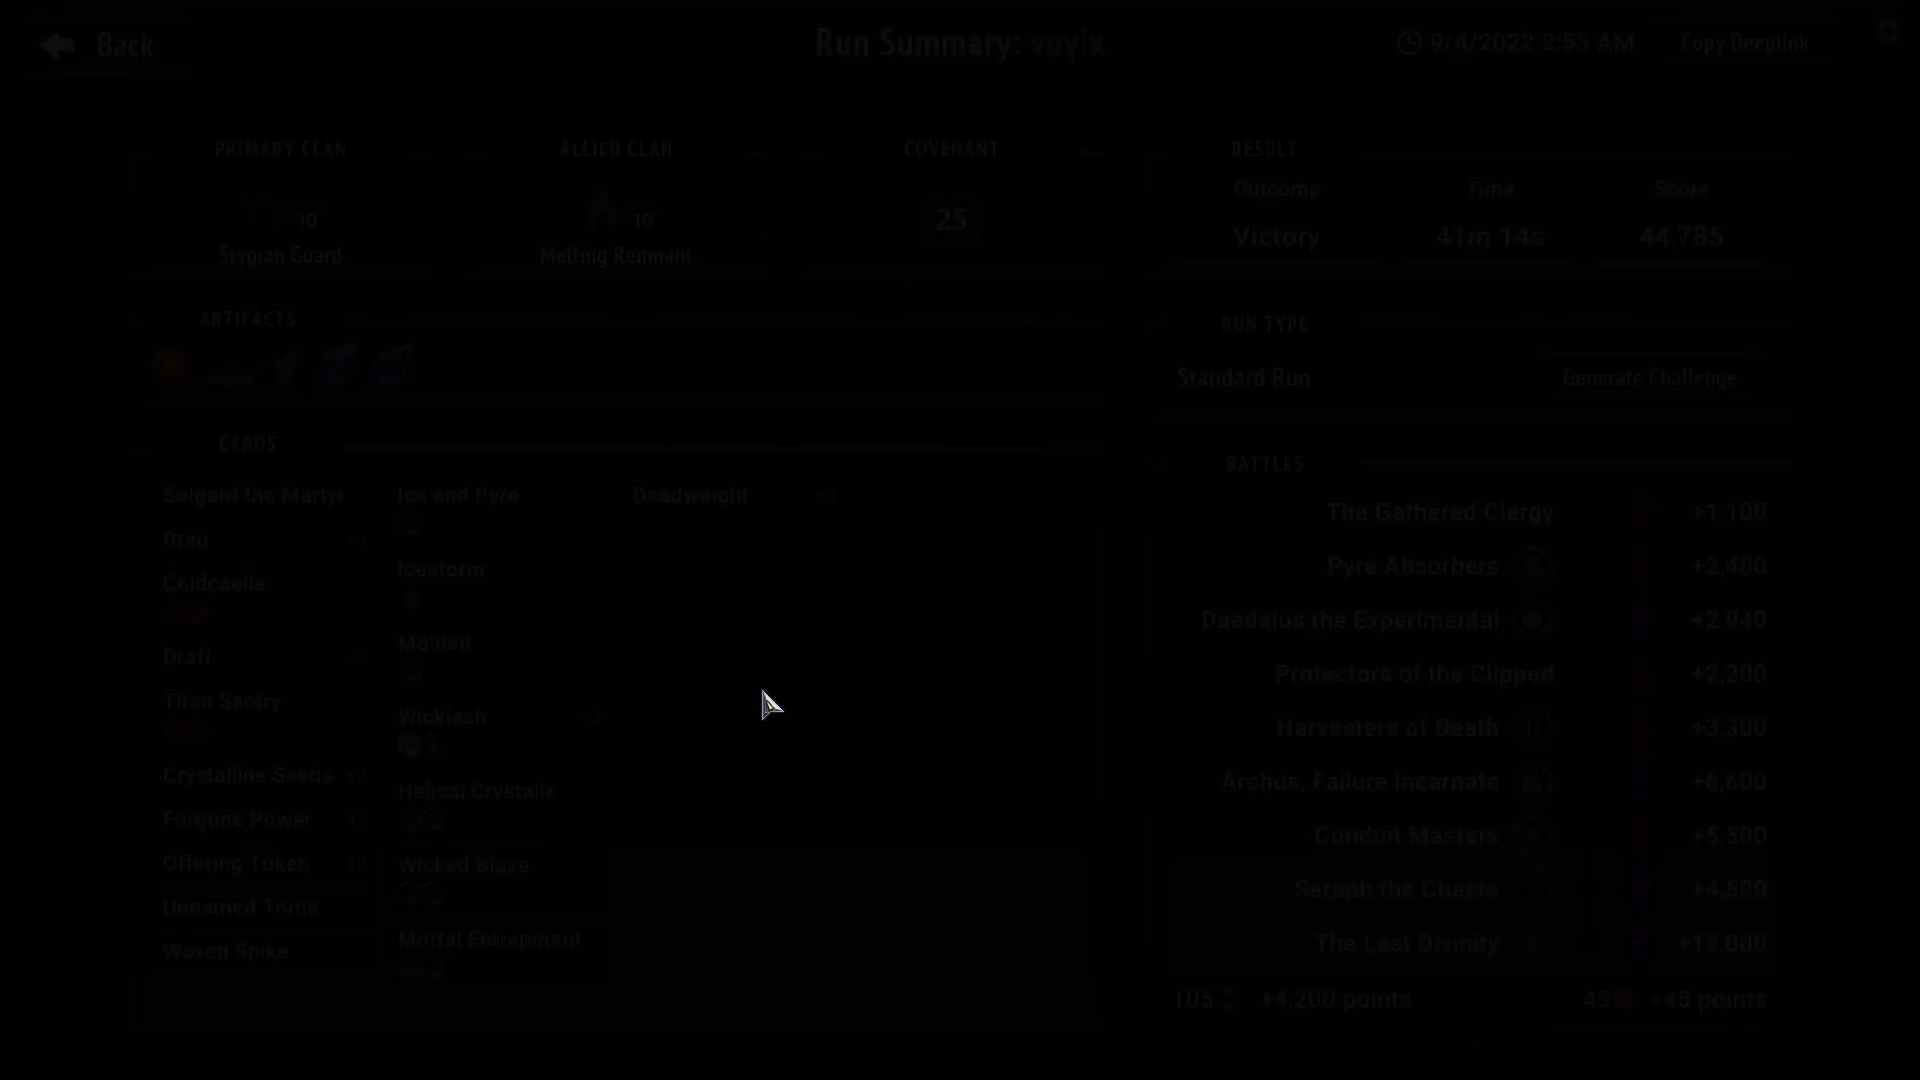 Back
Run Summary: voyix
9/4/2022 2:53 AM
Copy Deeplink
PRIMARY CLAN
10
Stygian Guard
ALLIED CLAN
10
Melting Remnant
COVENANT
25
RESULT
Outcome Time Score
Victory 41m 14s 44,785
ARTIFACTS
RUN TYPE
Standard Run
Generate Challenge
CARDS
Solgard the Martyr
Dreg
Coldcaelia
Draff
Titan Sentry
Crystalline Seeds x2
Furgone Power
Offering Token x2
Unnamed Tome
Waxen Spike
Ice and Pyre
Icestorm
Molded
Wicklash
Helical Crystalis
Wicked Blaze
Mortal Entrapment
Deadweight
BATTLES
The Gathered Clergy +1,100
Pyre Absorbers +2,400
Daedalus the Experimental +2,940
Protectors of the Clipped +2,200
Harvesters of Death +3,300
Archus, Failure Incarnate +6,600
Conduit Masters +5,500
Seraph the Chaste +4,500
The Last Divinity +12,000
105 +4,200 points
45 +45 points